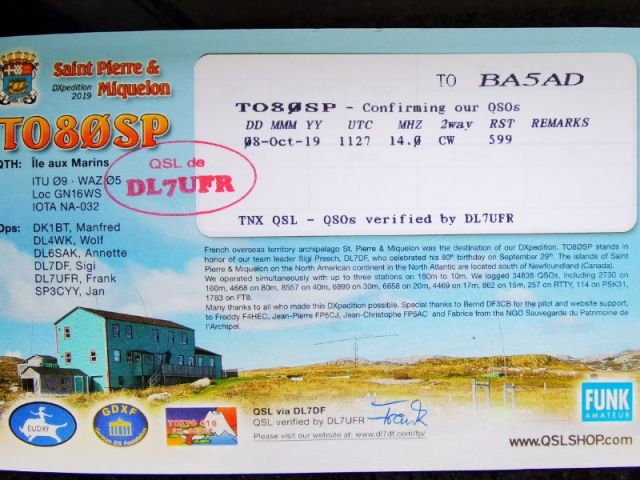 Saint Pierre &
DXpedition Miquelon
2019
TO BA5AD
TO8ØSP
TO8ØSP - Confirming our QSOs
DD MMM YY UTC MHZ 2way RST REMARKS
08-Oct-19 1127 14.0 CW 599
TNX QSL - QSOs verified by DL7UFR
QTH: Île aux Marins
ITU Ø9 - WAZ Ø5
Loc GN16WS
IOTA NA-032
QSL de
DL7UFR
Ops: DK1BT, Manfred
DL4WK, Wolf
DL6SAK, Annette
DL7DF, Sigi
DL7UFR, Frank
SP3CYY, Jan
French overseas territory archipelago St. Pierre & Miquelon was the destination of our DXpedition. TO8ØSP stands in
honor of our team leader Sigi Presch, DL7DF, who celebrated his 80th birthday on September 29th. The islands of Saint
Pierre & Miquelon on the North American continent in the North Atlantic are located south of Newfoundland (Canada).
We operated simultaneously with up to three stations on 160m to 10m. We logged 34835 QSOs. Including 2730 on
160m, 4668 on 80m, 8557 on 40m, 6890 on 30m, 6658 on 20m, 4469 on 17m, 862 on 15m, 257 on RTTY, 114 on PSK31,
1783 on FT8.
Many thanks to all who made this DXpedition possible. Special thanks to Bernd DF3CB for the pilot and website support,
to Freddy F4HEC, Jean-Pierre FP5CJ, Jean-Christophe FP5AC and Fabrice from the NGO Sauvegarde du Patrimoine de
l'Archipel.
EUDXF
GDXF
German DX Foundation
TOKYO
QSL via DL7DF
QSL verified by DL7UFR Frank
Please visit our website at: www.dl7df.com/fp/
FUNK
AMATEUR
www.QSLSHOP.com